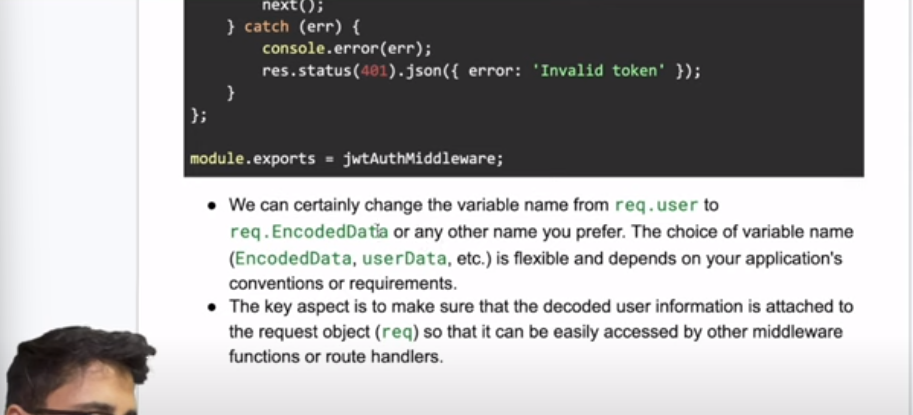 next();
} catch (err) {
console.error(err);
res.status(401).json({ error: 'Invalid token' });
}
};
module.exports = jwtAuthMiddleware;
● We can certainly change the variable name from req.user to
req.EncodedData or any other name you prefer. The choice of variable name
(EncodedData, userData, etc.) is flexible and depends on your application's
conventions or requirements.
● The key aspect is to make sure that the decoded user information is attached to
the request object (req) so that it can be easily accessed by other middleware
functions or route handlers.